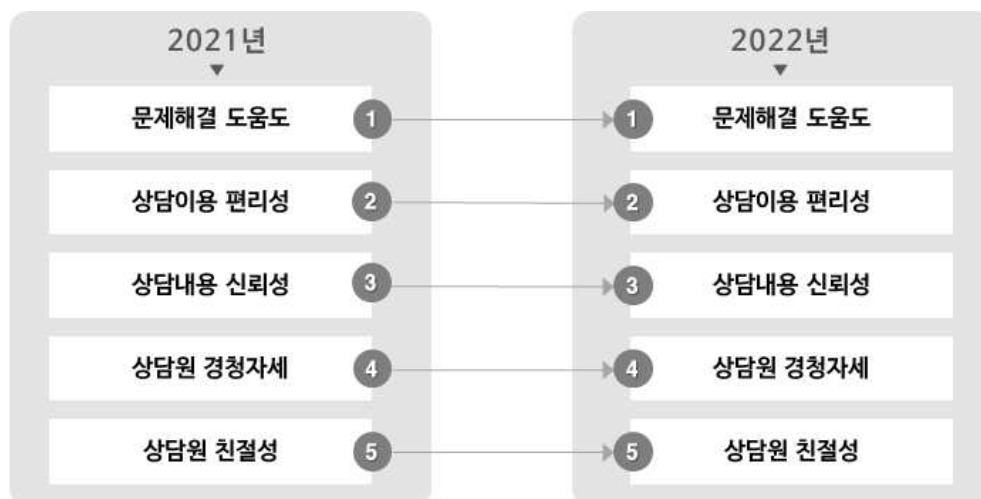 2021년
▼
문제해결 도움도 1
상담이용 편리성 2
상담내용 신뢰성 3
상담원 경청자세 4
상담원 친절성 5
2022년
▼
1 문제해결 도움도
2 상담이용 편리성
3 상담내용 신뢰성
4 상담원 경청자세
5 상담원 친절성